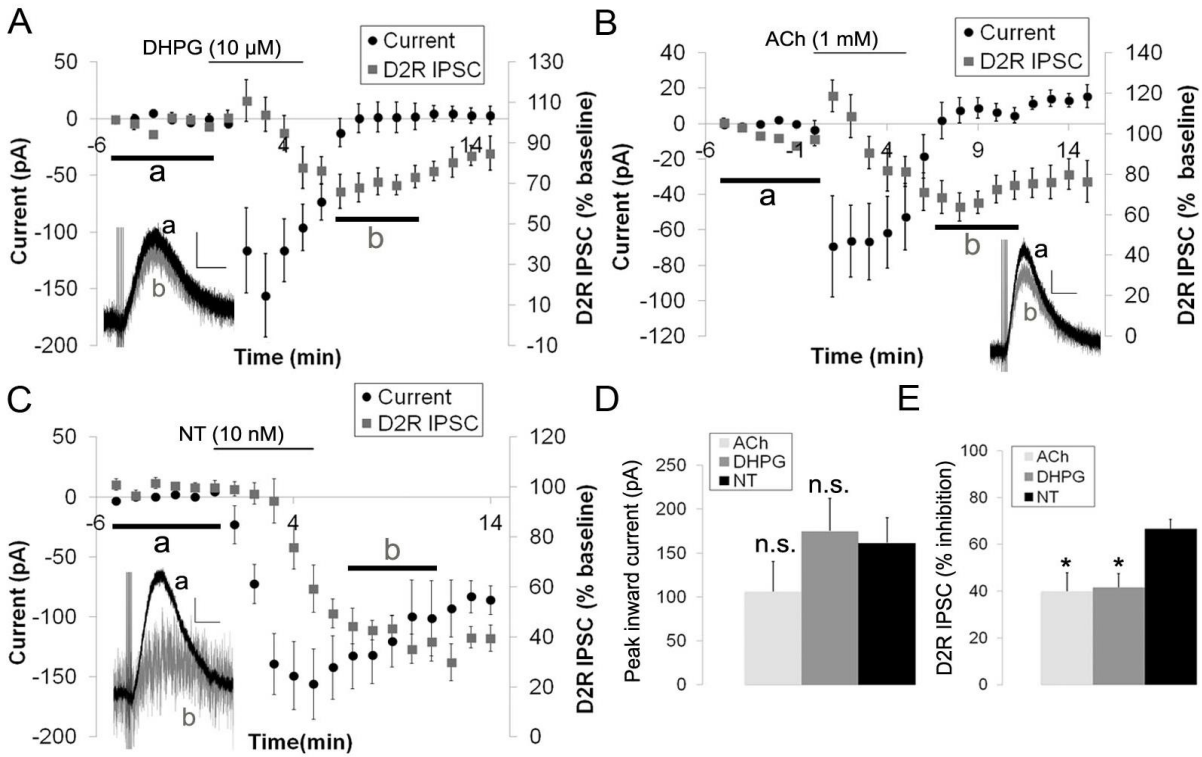 A
DHPG (10 µM)
Current
D2R IPSC
50
0
-50
-100
-150
-200
-6
4
14
130
100
90
70
50
30
10
-10
Current (pA)
D2R IPSC (% baseline)
Time (min)
a
b
a
b
B
ACh (1 mM)
Current
D2R IPSC
40
20
0
-20
-40
-60
-80
-100
-120
-6
-1
4
9
14
140
120
100
80
60
40
20
0
Current (pA)
D2R IPSC (% baseline)
Time (min)
a
b
a
b
C
NT (10 nM)
Current
D2R IPSC
50
0
-50
-100
-150
-200
-6
4
14
120
100
80
60
40
20
0
Current (pA)
D2R IPSC (% baseline)
Time(min)
a
b
a
b
D
ACh
DHPG
NT
250
200
150
100
50
0
Peak inward current (pA)
n.s.
n.s.
E
ACh
DHPG
NT
100
80
60
40
20
0
D2R IPSC (% inhibition)
*
*